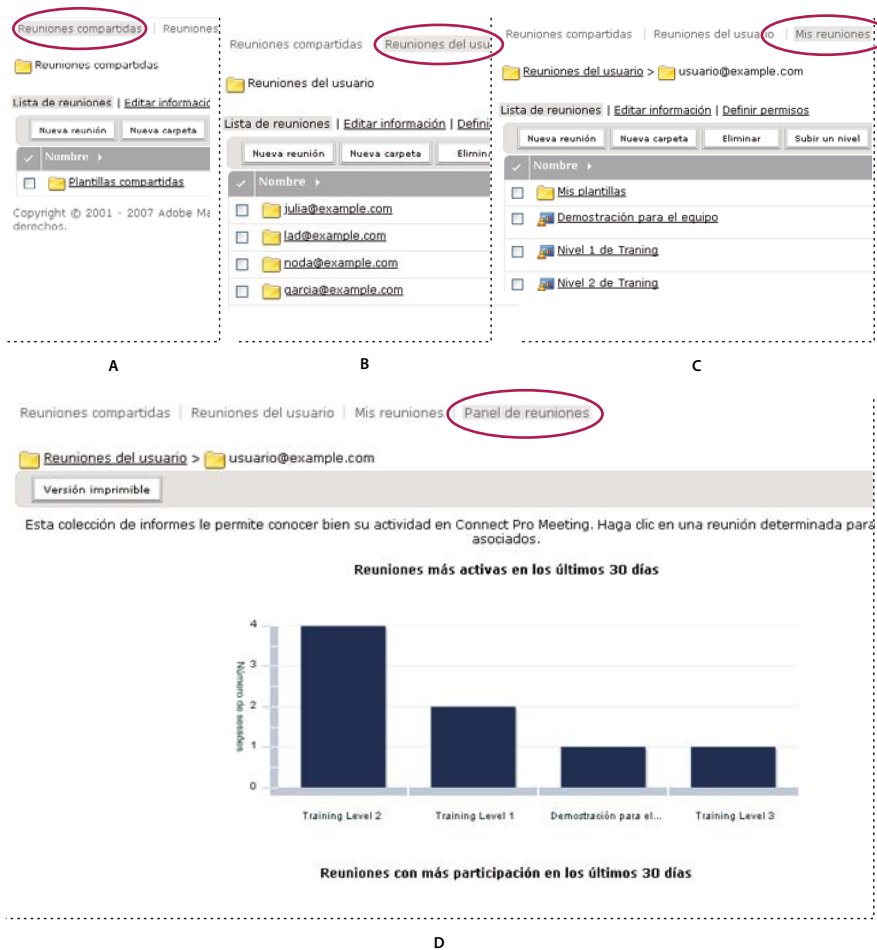 Reuniones compartidas | Reuniones
Reuniones compartidas
Lista de reuniones | Editar informació
Nueva reunión Nueva carpeta
Nombre
Plantillas compartidas
Copyright © 2001 - 2007 Adobe Ma
derechos.
A
Reuniones compartidas Reuniones del usu
Reuniones del usuario
Lista de reuniones | Editar información | Defini
Nueva reunión Nueva carpeta Elimina
Nombre
julia@example.com
lad@example.com
noda@example.com
garcia@example.com
B
Reuniones compartidas | Reuniones del usuario | Mis reuniones
Reuniones del usuario > usuario@example.com
Lista de reuniones | Editar información | Definir permisos
Nueva reunión Nueva carpeta Eliminar Subir un nivel
Nombre
Mis plantillas
Demostración para el equipo
Nivel 1 de Traning
Nivel 2 de Traning
C
Reuniones compartidas | Reuniones del usuario | Mis reuniones | Panel de reuniones
Reuniones del usuario > usuario@example.com
Versión imprimible
Esta colección de informes le permite conocer bien su actividad en Connect Pro Meeting. Haga clic en una reunión determinada para
asociados.
Reuniones más activas en los últimos 30 días
Número de sessões
4
3
2
1
0
Training Level 2 Training Level 1 Demostración para el... Training Level 3
Reuniones con más participación en los últimos 30 días
D